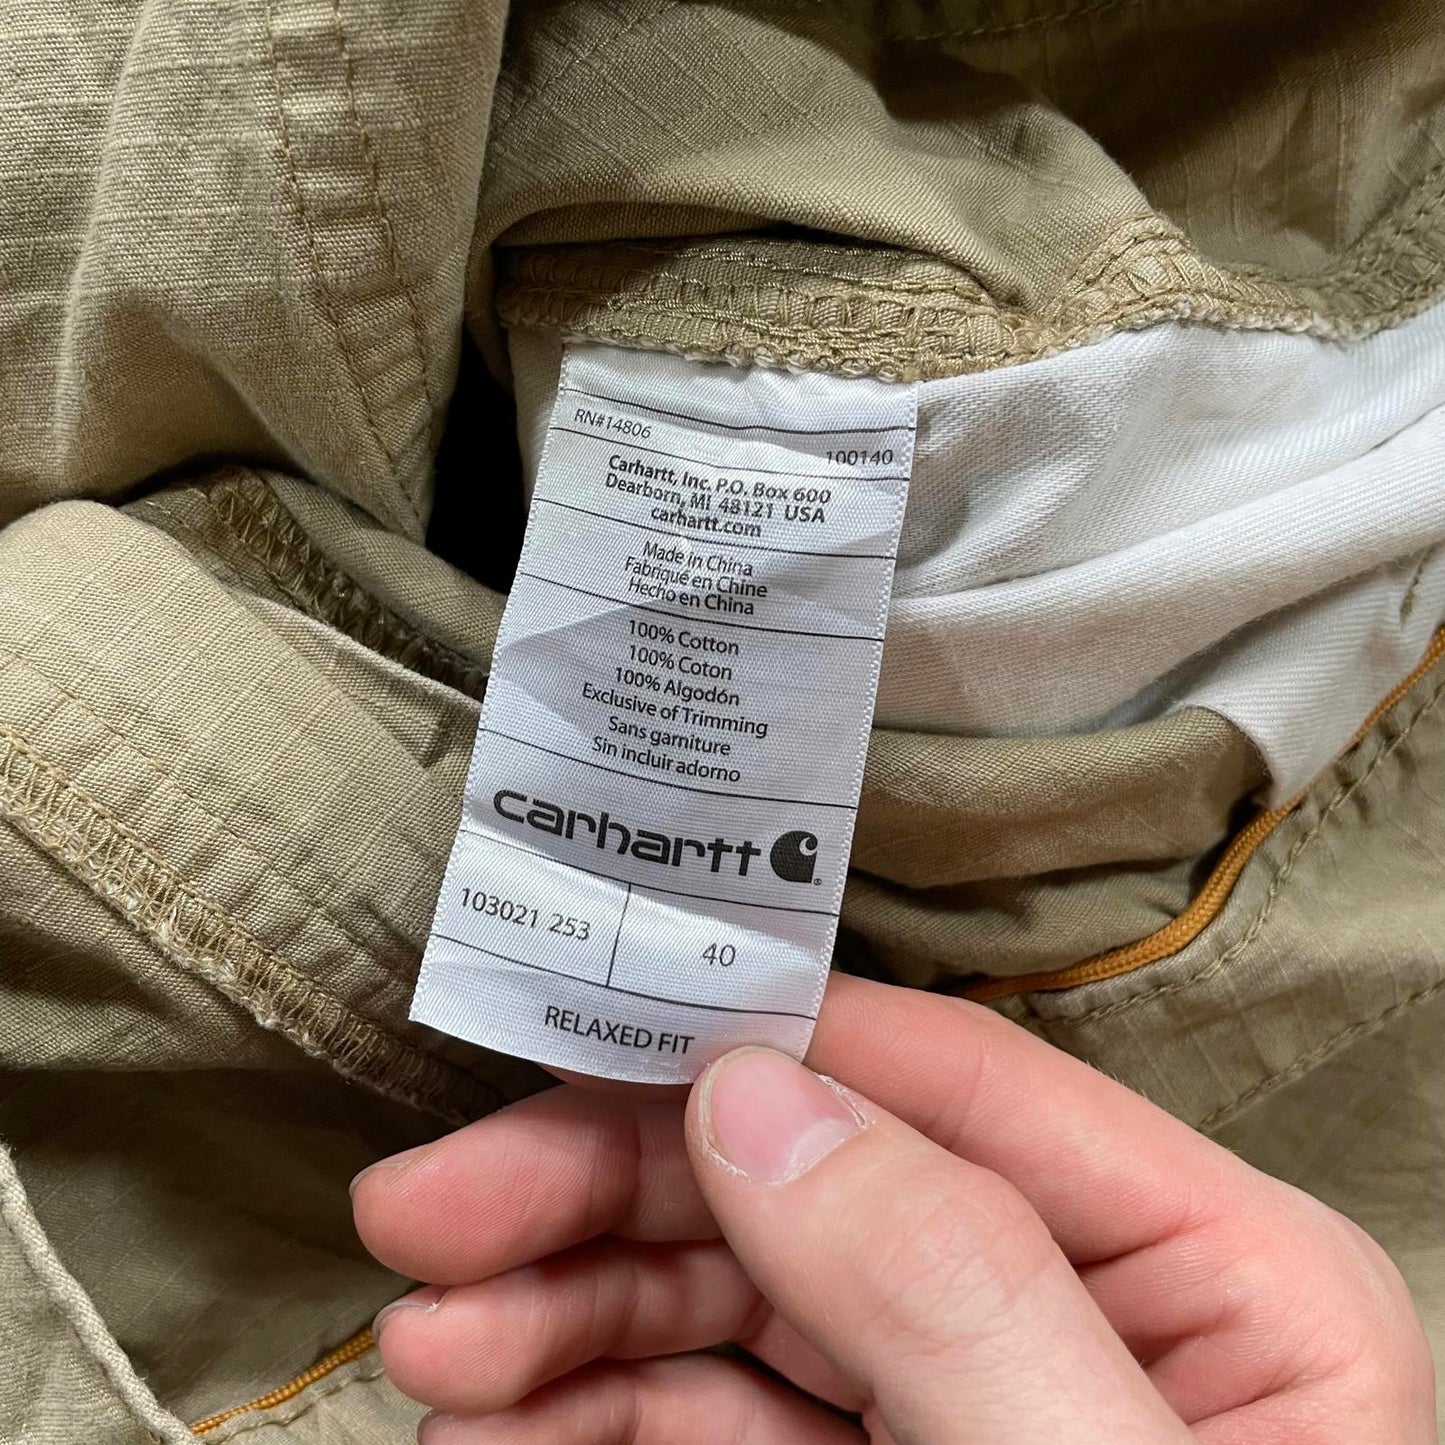 RN#14806
100140
Carhartt, Inc. P.O. Box 600
Dearborn, MI 48121 USA
carhartt.com
Made in China
Fabriqué en Chine
Hecho en China
100% Cotton
100% Coton
100% Algodón
Exclusive of Trimming
Sans garniture
Sin incluir adorno
carhartt ®
103021 253
40
RELAXED FIT